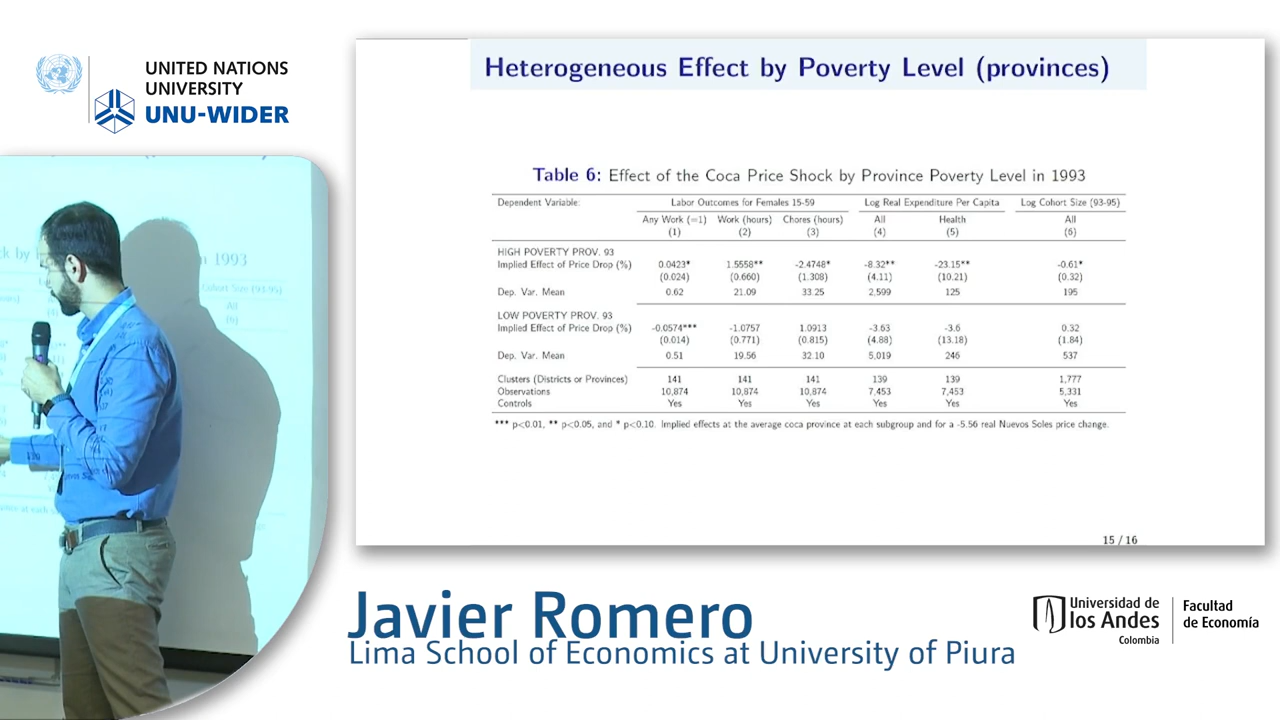 UNITED NATIONS
UNIVERSITY
UNU-WIDER
Heterogeneous Effect by Poverty Level (provinces)
Table 6: Effect of the Coca Price Shock by Province Poverty Level in 1993
Dependent Variable: Labor Outcomes for Females 15-59 Log Real Expenditure Per Capita Log Cohort Size (93-95)
Any Work (=1) Work (hours) Chores (hours) All Health All
(1) (2) (3) (4) (5) (6)
HIGH POVERTY PROV. 93
Implied Effect of Price Drop (%) 0.0423* 1.5558** -2.4748* -8.32** -23.15** -0.61*
(0.024) (0.660) (1.308) (4.11) (10.21) (0.32)
Dep. Var. Mean 0.62 21.09 33.25 2,599 125 195
LOW POVERTY PROV. 93
Implied Effect of Price Drop (%) -0.0574*** -1.0757 1.0913 -3.63 -3.6 0.32
(0.014) (0.771) (0.815) (4.88) (13.18) (1.84)
Dep. Var. Mean 0.51 19.56 32.10 5,019 246 537
Clusters (Districts or Provinces) 141 141 141 139 139 1,777
Observations 10,874 10,874 10,874 7,453 7,453 5,331
Controls Yes Yes Yes Yes Yes Yes
*** p<0.01, ** p<0.05, and * p<0.10. Implied effects at the average coca province at each subgroup and for a -5.56 real Nuevos Soles price change.
15 / 16
1993
Cohort Size (93-95)
All
(6)
Javier Romero
Lima School of Economics at University of Piura
Universidad de
los Andes
Colombia
Facultad
de Economía